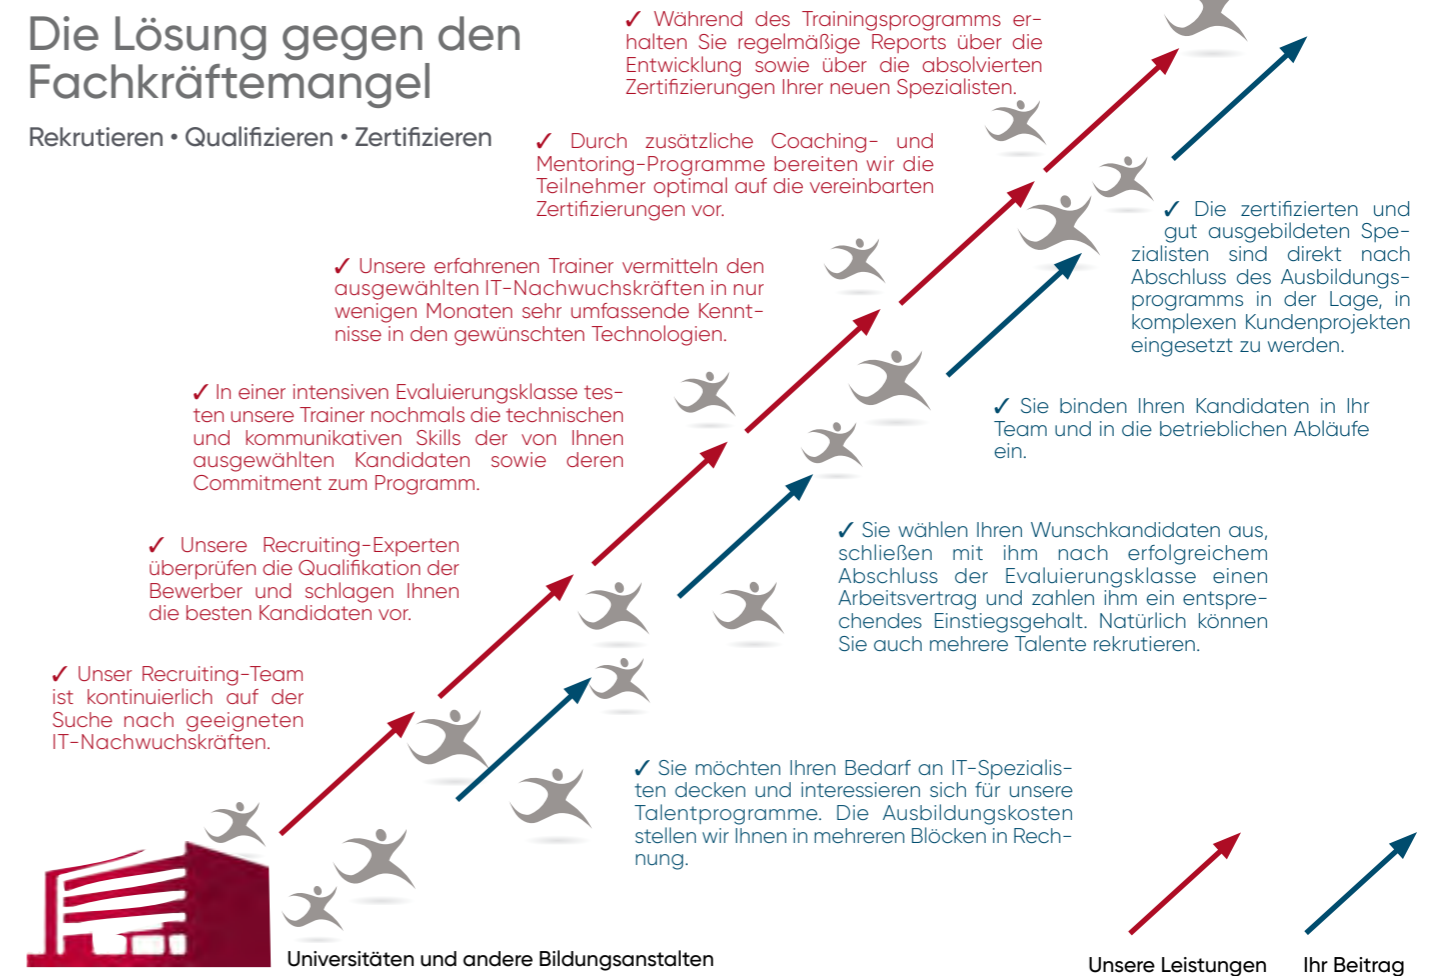 Die Lösung gegen den
Fachkräftemangel
Rekrutieren • Qualifizieren • Zertifizieren
✓ Während des Trainingsprogramms er-
halten Sie regelmäßige Reports über die
Entwicklung sowie über die absolvierten
Zertifizierungen Ihrer neuen Spezialisten.
✓ Durch zusätzliche Coaching- und
Mentoring-Programme bereiten wir die
Teilnehmer optimal auf die vereinbarten
Zertifizierungen vor.
✓ Unsere erfahrenen Trainer vermitteln den
ausgewählten IT-Nachwuchskräften in nur
wenigen Monaten sehr umfassende Kennt-
nisse in den gewünschten Technologien.
✓ In einer intensiven Evaluierungsklasse tes-
ten unsere Trainer nochmals die technischen
und kommunikativen Skills der von Ihnen
ausgewählten Kandidaten sowie deren
Commitment zum Programm.
✓ Unsere Recruiting-Experten
überprüfen die Qualifikation der
Bewerber und schlagen Ihnen
die besten Kandidaten vor.
✓ Unser Recruiting-Team
ist kontinuierlich auf der
Suche nach geeigneten
IT-Nachwuchskräften.
✓ Die zertifizierten und
gut ausgebildeten Spe-
zialisten sind direkt nach
Abschluss des Ausbildungs-
programms in der Lage, in
komplexen Kundenprojekten
eingesetzt zu werden.
✓ Sie binden Ihren Kandidaten in Ihr
Team und in die betrieblichen Abläufe
ein.
✓ Sie wählen Ihren Wunschkandidaten aus,
schließen mit ihm nach erfolgreichem
Abschluss der Evaluierungsklasse einen
Arbeitsvertrag und zahlen ihm ein entspre-
chendes Einstiegsgehalt. Natürlich können
Sie auch mehrere Talente rekrutieren.
✓ Sie möchten Ihren Bedarf an IT-Spezialis-
ten decken und interessieren sich für unsere
Talentprogramme. Die Ausbildungskosten
stellen wir Ihnen in mehreren Blöcken in Rech-
nung.
Universitäten und andere Bildungsanstalten
Unsere Leistungen
Ihr Beitrag